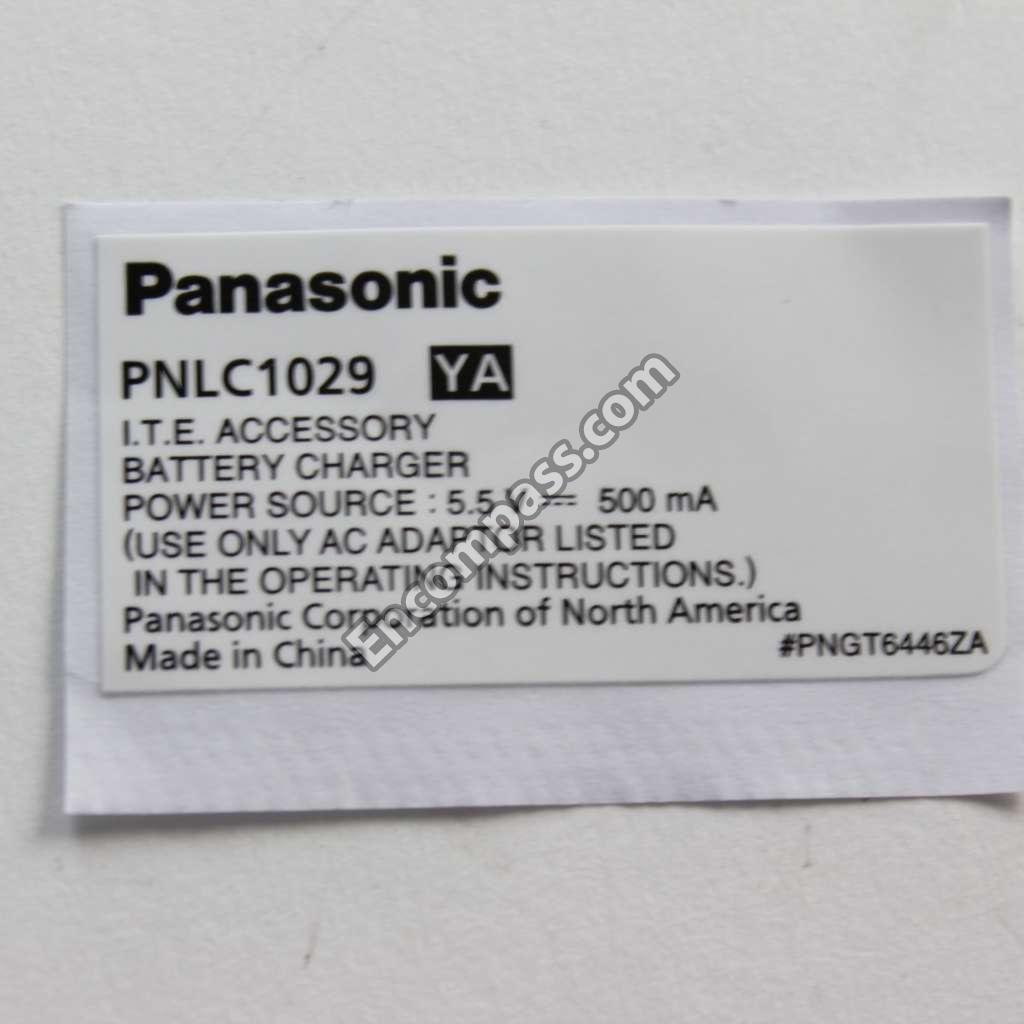 Panasonic
PNLC1029 YA
I.T.E. ACCESSORY
BATTERY CHARGER
POWER SOURCE : 5.5 V ⎓ 500 mA
(USE ONLY AC ADAPTOR LISTED
IN THE OPERATING INSTRUCTIONS.)
Panasonic Corporation of North America
Made in China #PNGT6446ZA
Encompass.com